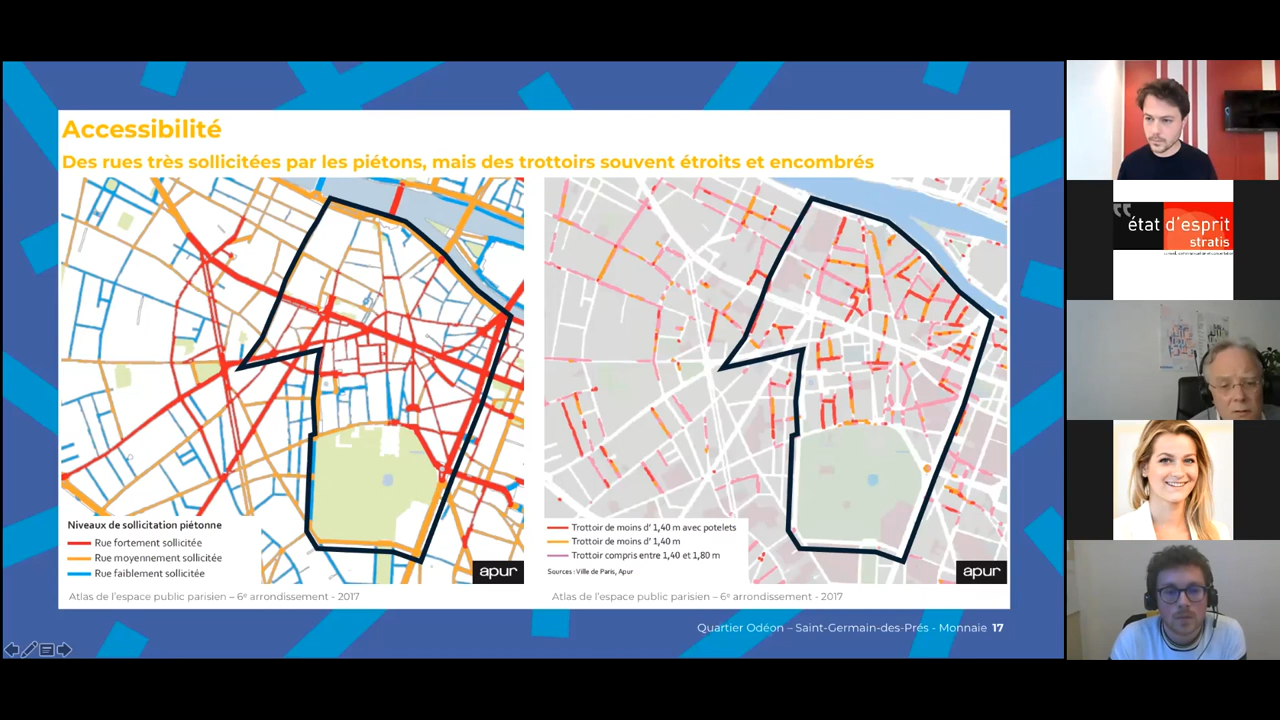 Accessibilité
Des rues très sollicitées par les piétons, mais des trottoirs souvent étroits et encombrés
Niveaux de sollicitation piétonne
Rue fortement sollicitée
Rue moyennement sollicitée
Rue faiblement sollicitée
apur
Atlas de l'espace public parisien – 6e arrondissement - 2017
Trottoir de moins d' 1,40 m avec potelets
Trottoir de moins d' 1,40 m
Trottoir compris entre 1,40 et 1,80 m
Sources : Ville de Paris, Apur
apur
Atlas de l'espace public parisien – 6e arrondissement - 2017
Quartier Odéon – Saint-Germain-des-Prés - Monnaie 17
état d'esprit
stratis